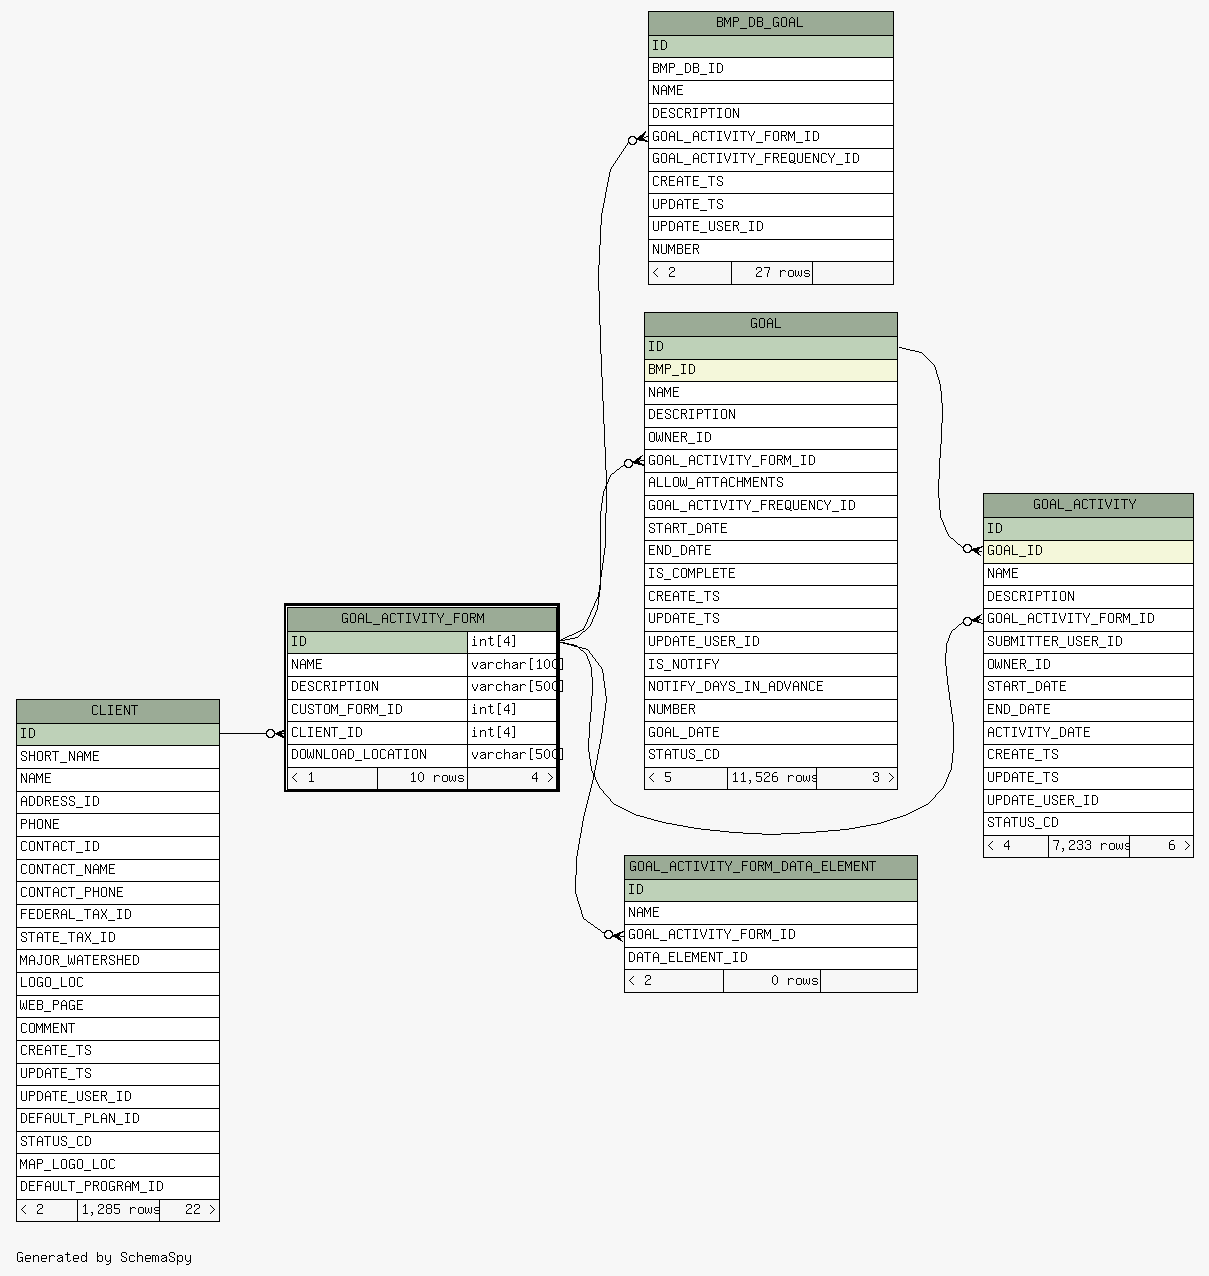 BMP_DB_GOAL
ID
BMP_DB_ID
NAME
DESCRIPTION
GOAL_ACTIVITY_FORM_ID
GOAL_ACTIVITY_FREQUENCY_ID
CREATE_TS
UPDATE_TS
UPDATE_USER_ID
NUMBER
< 2 27 rows
GOAL
ID
BMP_ID
NAME
DESCRIPTION
OWNER_ID
GOAL_ACTIVITY_FORM_ID
ALLOW_ATTACHMENTS
GOAL_ACTIVITY_FREQUENCY_ID
START_DATE
END_DATE
IS_COMPLETE
CREATE_TS
UPDATE_TS
UPDATE_USER_ID
IS_NOTIFY
NOTIFY_DAYS_IN_ADVANCE
NUMBER
GOAL_DATE
STATUS_CD
< 5 11,526 rows 3 >
GOAL_ACTIVITY
ID
GOAL_ID
NAME
DESCRIPTION
GOAL_ACTIVITY_FORM_ID
SUBMITTER_USER_ID
OWNER_ID
START_DATE
END_DATE
ACTIVITY_DATE
CREATE_TS
UPDATE_TS
UPDATE_USER_ID
STATUS_CD
< 4 7,233 rows 6 >
GOAL_ACTIVITY_FORM
ID int[4]
NAME varchar[100]
DESCRIPTION varchar[500]
CUSTOM_FORM_ID int[4]
CLIENT_ID int[4]
DOWNLOAD_LOCATION varchar[500]
< 1 10 rows 4 >
CLIENT
ID
SHORT_NAME
NAME
ADDRESS_ID
PHONE
CONTACT_ID
CONTACT_NAME
CONTACT_PHONE
FEDERAL_TAX_ID
STATE_TAX_ID
MAJOR_WATERSHED
LOGO_LOC
WEB_PAGE
COMMENT
CREATE_TS
UPDATE_TS
UPDATE_USER_ID
DEFAULT_PLAN_ID
STATUS_CD
MAP_LOGO_LOC
DEFAULT_PROGRAM_ID
< 2 1,285 rows 22 >
GOAL_ACTIVITY_FORM_DATA_ELEMENT
ID
NAME
GOAL_ACTIVITY_FORM_ID
DATA_ELEMENT_ID
< 2 0 rows
Generated by SchemaSpy